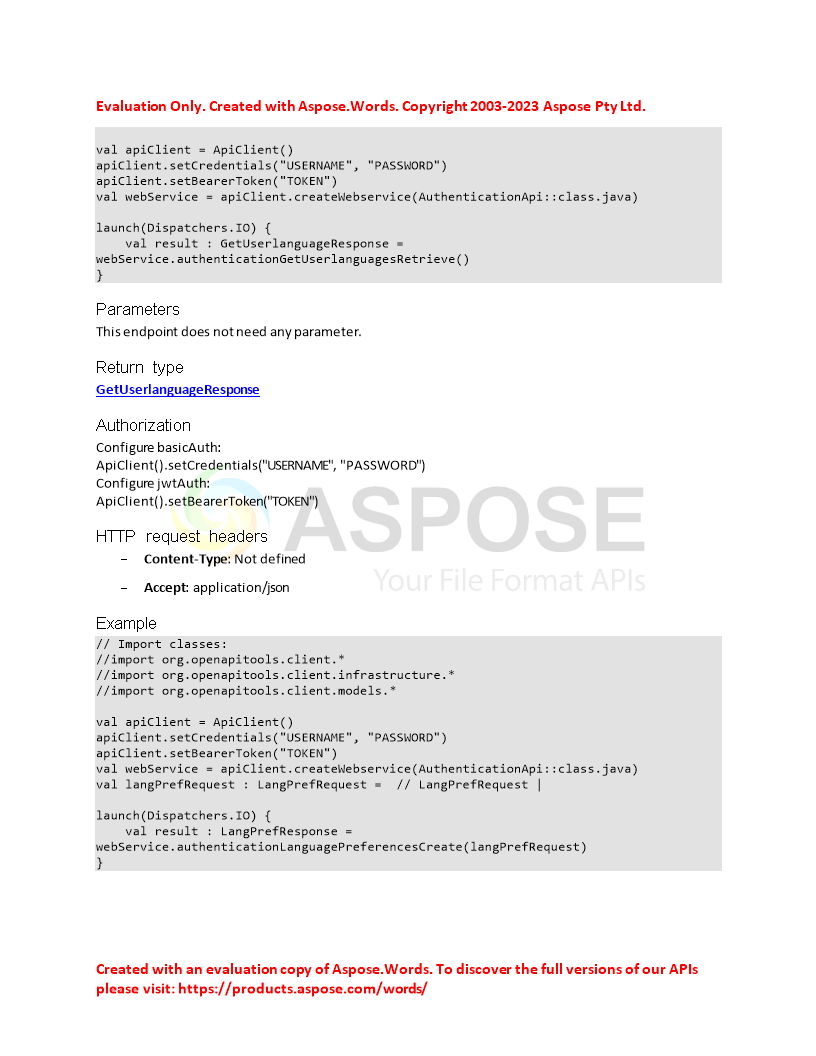 Evaluation Only. Created with Aspose.Words. Copyright 2003-2023 Aspose Pty Ltd.
val apiClient = ApiClient()
apiClient.setCredentials("USERNAME", "PASSWORD")
apiClient.setBearerToken("TOKEN")
val webService = apiClient.createWebservice(AuthenticationApi::class.java)
launch(Dispatchers.IO) {
    val result : GetUserlanguageResponse =
webService.authenticationGetUserlanguagesRetrieve()
}
Parameters
This endpoint does not need any parameter.
Return type
GetUserlanguageResponse
Authorization
Configure basicAuth:
ApiClient().setCredentials("USERNAME", "PASSWORD")
Configure jwtAuth:
ApiClient().setBearerToken("TOKEN")
ASPOSE
Your File Format APIs
HTTP request headers
– Content-Type: Not defined
– Accept: application/json
Example
// Import classes:
//import org.openapitools.client.*
//import org.openapitools.client.infrastructure.*
//import org.openapitools.client.models.*
val apiClient = ApiClient()
apiClient.setCredentials("USERNAME", "PASSWORD")
apiClient.setBearerToken("TOKEN")
val webService = apiClient.createWebservice(AuthenticationApi::class.java)
val langPrefRequest : LangPrefRequest =  // LangPrefRequest |
launch(Dispatchers.IO) {
    val result : LangPrefResponse =
webService.authenticationLanguagePreferencesCreate(langPrefRequest)
}
Created with an evaluation copy of Aspose.Words. To discover the full versions of our APIs
please visit: https://products.aspose.com/words/